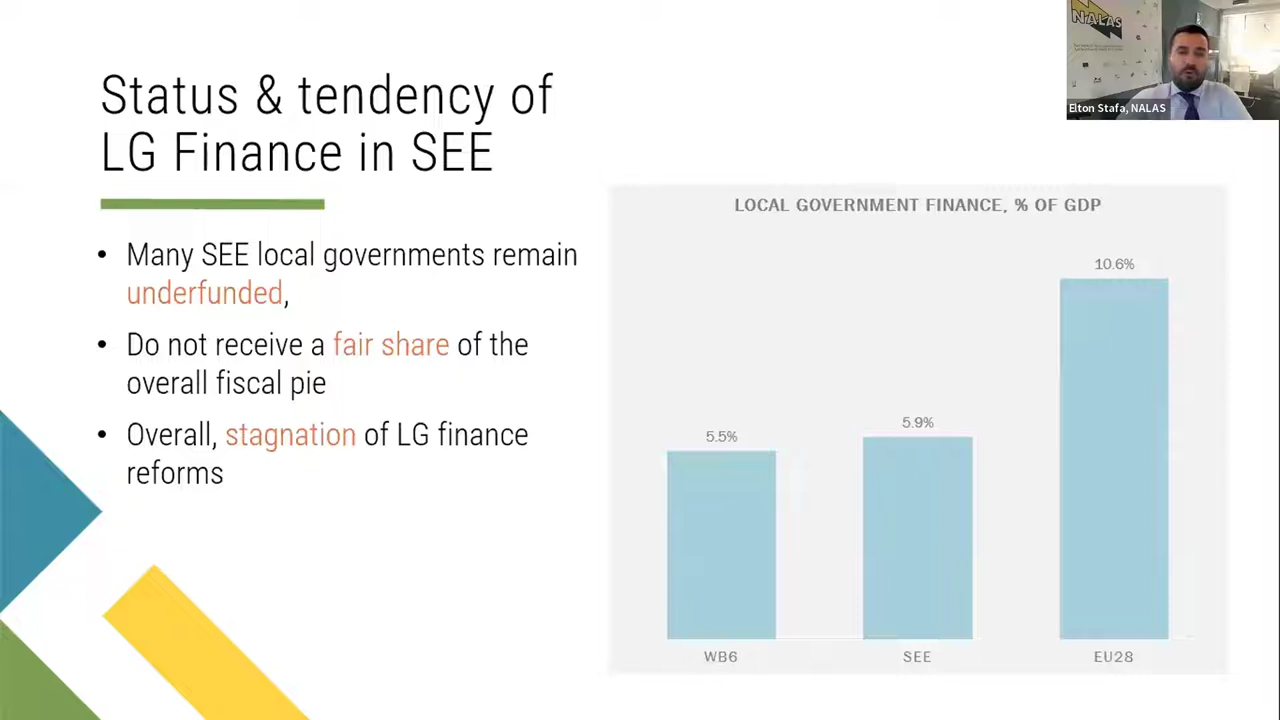 Status & tendency of
LG Finance in SEE
• Many SEE local governments remain
underfunded,
• Do not receive a fair share of the
overall fiscal pie
• Overall, stagnation of LG finance
reforms
LOCAL GOVERNMENT FINANCE, % OF GDP
5.5%
5.9%
10.6%
WB6
SEE
EU28
NALAS
Elton Stafa, NALAS